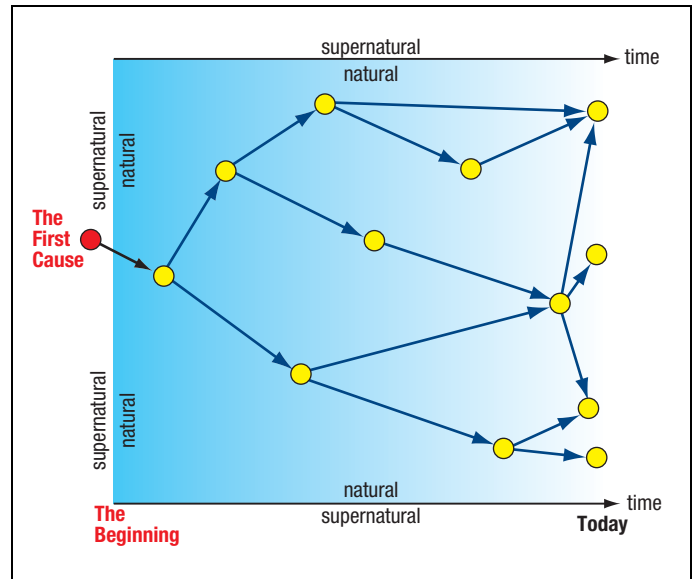 supernatural
time
natural
supernatural
natural
The
First
Cause
supernatural
natural
natural
time
supernatural
The
Beginning
Today